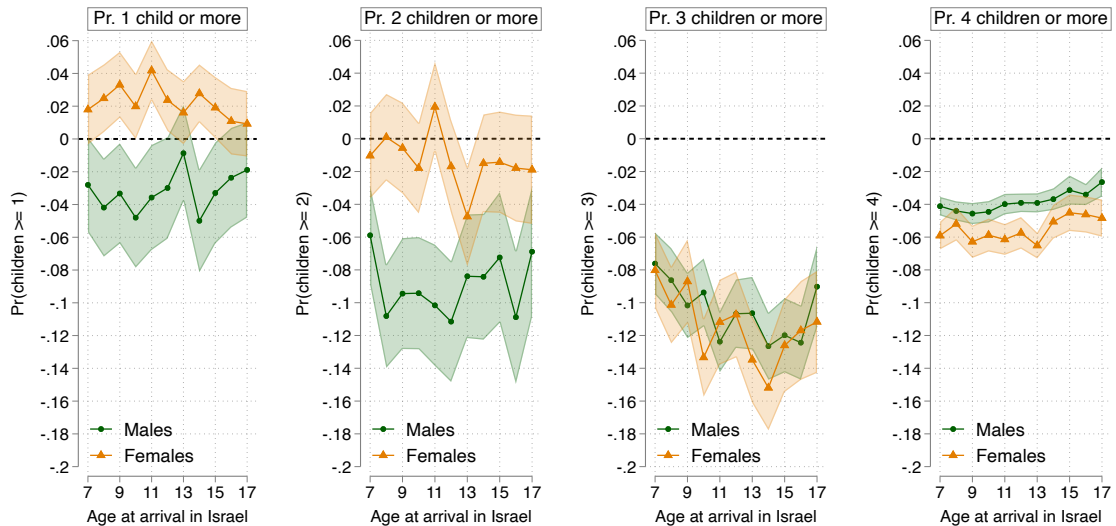 Pr. 1 child or more
Pr(children >= 1)
.06
.04
.02
0
-.02
-.04
-.06
-.08
-.1
-.12
-.14
-.16
-.18
-.2
Males
Females
7 9 11 13 15 17
Age at arrival in Israel
Pr. 2 children or more
Pr(children >= 2)
.06
.04
.02
0
-.02
-.04
-.06
-.08
-.1
-.12
-.14
-.16
-.18
-.2
Males
Females
7 9 11 13 15 17
Age at arrival in Israel
Pr. 3 children or more
Pr(children >= 3)
.06
.04
.02
0
-.02
-.04
-.06
-.08
-.1
-.12
-.14
-.16
-.18
-.2
Males
Females
7 9 11 13 15 17
Age at arrival in Israel
Pr. 4 children or more
Pr(children >= 4)
.06
.04
.02
0
-.02
-.04
-.06
-.08
-.1
-.12
-.14
-.16
-.18
-.2
Males
Females
7 9 11 13 15 17
Age at arrival in Israel